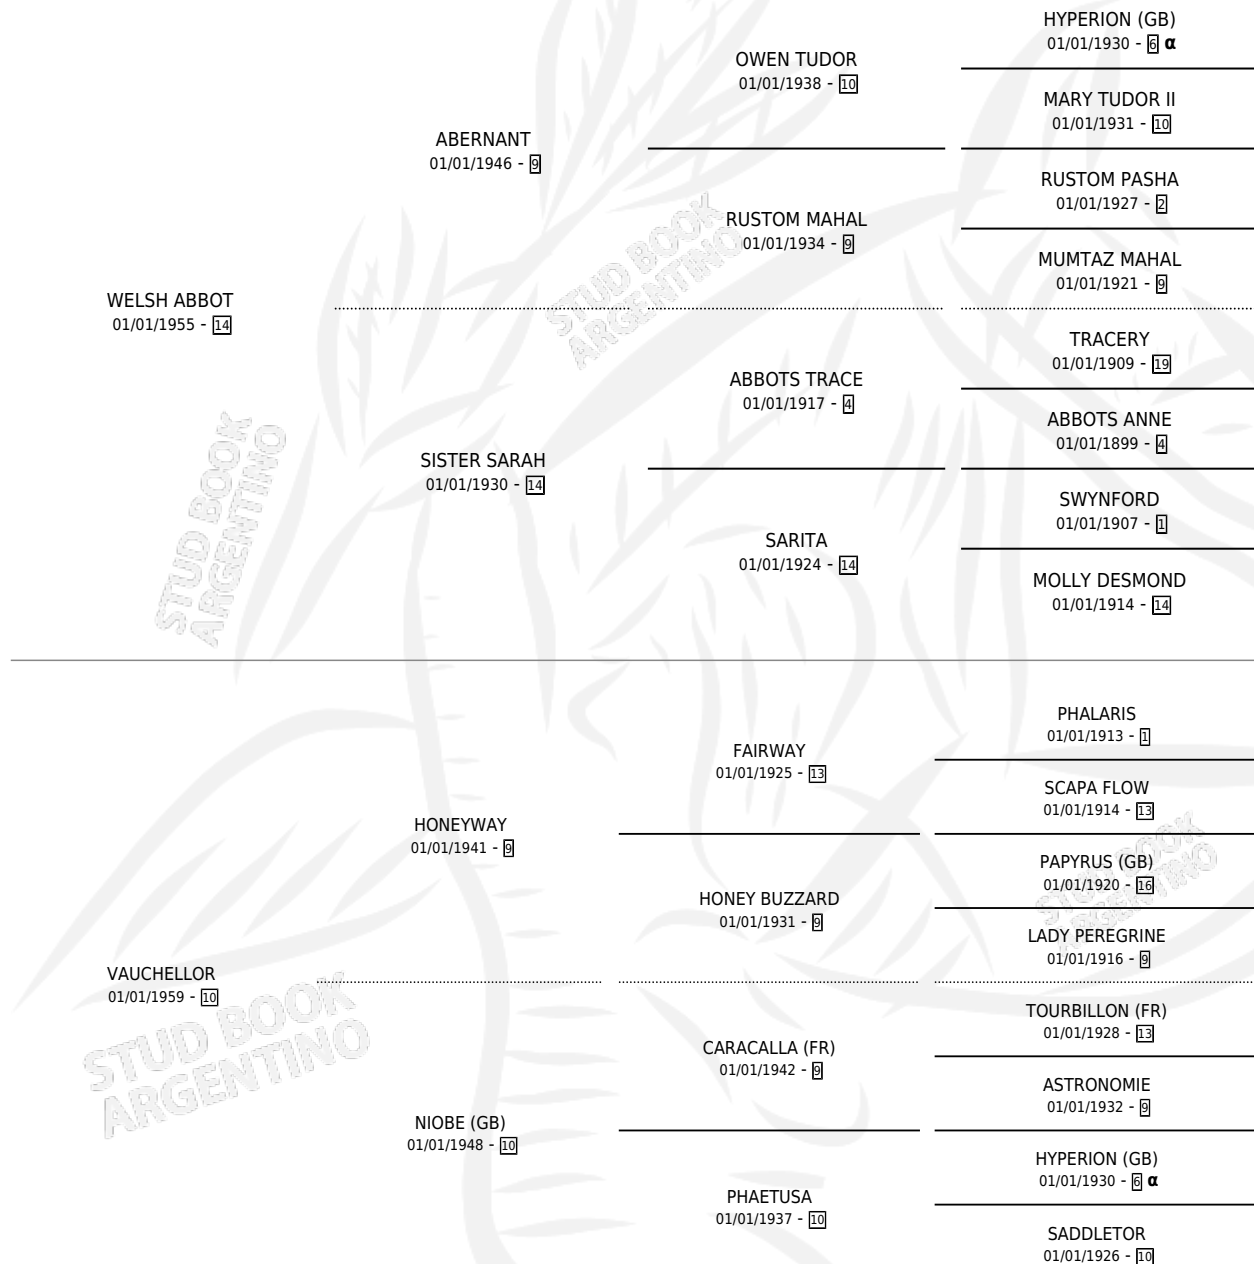 HYPERION (GB)
01/01/1930 - 6 α
OWEN TUDOR
01/01/1938 - 10
MARY TUDOR II
01/01/1931 - 10
ABERNANT
01/01/1946 - 9
RUSTOM PASHA
01/01/1927 - 2
RUSTOM MAHAL
01/01/1934 - 9
MUMTAZ MAHAL
01/01/1921 - 9
WELSH ABBOT
01/01/1955 - 14
TRACERY
01/01/1909 - 19
ABBOTS TRACE
01/01/1917 - 4
ABBOTS ANNE
01/01/1899 - 4
SISTER SARAH
01/01/1930 - 14
SWYNFORD
01/01/1907 - 1
SARITA
01/01/1924 - 14
MOLLY DESMOND
01/01/1914 - 14
PHALARIS
01/01/1913 - 1
FAIRWAY
01/01/1925 - 13
SCAPA FLOW
01/01/1914 - 13
HONEYWAY
01/01/1941 - 9
PAPYRUS (GB)
01/01/1920 - 16
HONEY BUZZARD
01/01/1931 - 9
LADY PEREGRINE
01/01/1916 - 9
VAUCHELLOR
01/01/1959 - 10
TOURBILLON (FR)
01/01/1928 - 13
CARACALLA (FR)
01/01/1942 - 9
ASTRONOMIE
01/01/1932 - 9
NIOBE (GB)
01/01/1948 - 10
HYPERION (GB)
01/01/1930 - 6 α
PHAETUSA
01/01/1937 - 10
SADDLETOR
01/01/1926 - 10
STUD BOOK
ARGENTINO
STUD BOOK
ARGENTINO
STUD BOOK
ARGENTINO
STUD BOOK
ARGENTINO